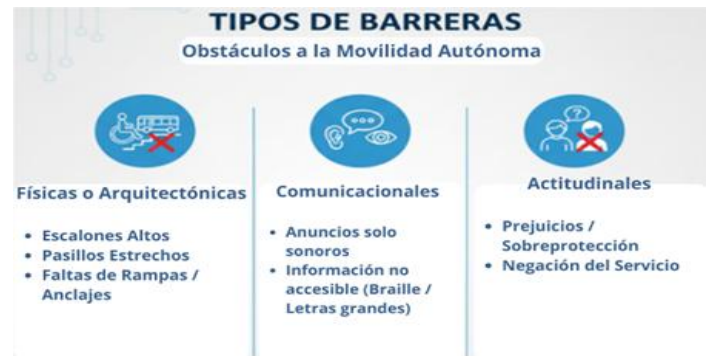 TIPOS DE BARRERAS
Obstáculos a la Movilidad Autónoma
Físicas o Arquitectónicas
• Escalones Altos
• Pasillos Estrechos
• Faltas de Rampas /
Anclajes
Comunicacionales
• Anuncios solo
sonoros
• Información no
accesible (Braille /
Letras grandes)
?
Actitudinales
• Prejuicios /
Sobreprotección
• Negación del Servicio